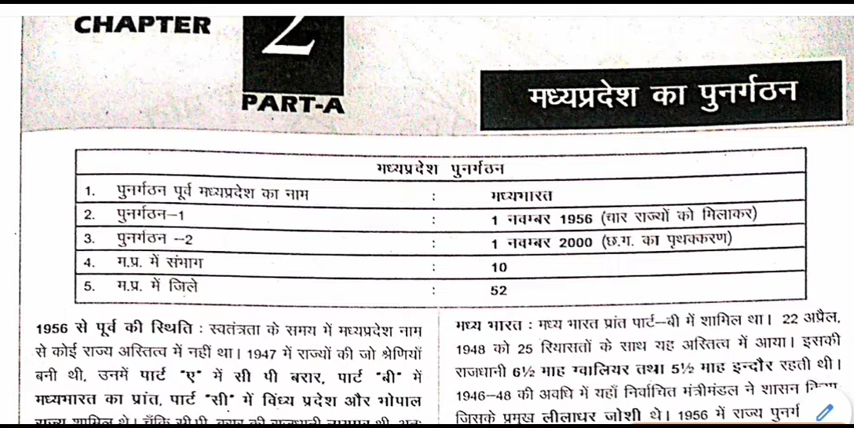 CHAPTER
2
PART-A
मध्यप्रदेश का पुनर्गठन
मध्यप्रदेश पुनर्गठन
1. पुनर्गठन पूर्व मध्यप्रदेश का नाम : मध्यभारत
2. पुनर्गठन–1 : 1 नवम्बर 1956 (चार राज्यों को मिलाकर)
3. पुनर्गठन –2 : 1 नवम्बर 2000 (छ.ग. का पृथक्करण)
4. म.प्र. में संभाग : 10
5. म.प्र. में जिले : 52
1956 से पूर्व की स्थिति : स्वतंत्रता के समय में मध्यप्रदेश नाम
से कोई राज्य अस्तित्व में नहीं था। 1947 में राज्यों की जो श्रेणियाँ
बनी थी, उनमें पार्ट "ए" में सी पी बरार, पार्ट "बी" में
मध्यभारत का प्रांत, पार्ट "सी" में विंध्य प्रदेश और भोपाल
राज्य शामिल थे। चूँकि सी.पी. बरार की राजधानी नागपुर थी, अतः
मध्य भारत : मध्य भारत प्रांत पार्ट–बी में शामिल था। 22 अप्रैल,
1948 को 25 रियासतों के साथ यह अस्तित्व में आया। इसकी
राजधानी 6½ माह ग्वालियर तथा 5½ माह इन्दौर रहती थी।
1946–48 की अवधि में यहाँ निर्वाचित मंत्रीमंडल ने शासन
जिसके प्रमुख लीलाधर जोशी थे। 1956 में राज्य पुनर्ग